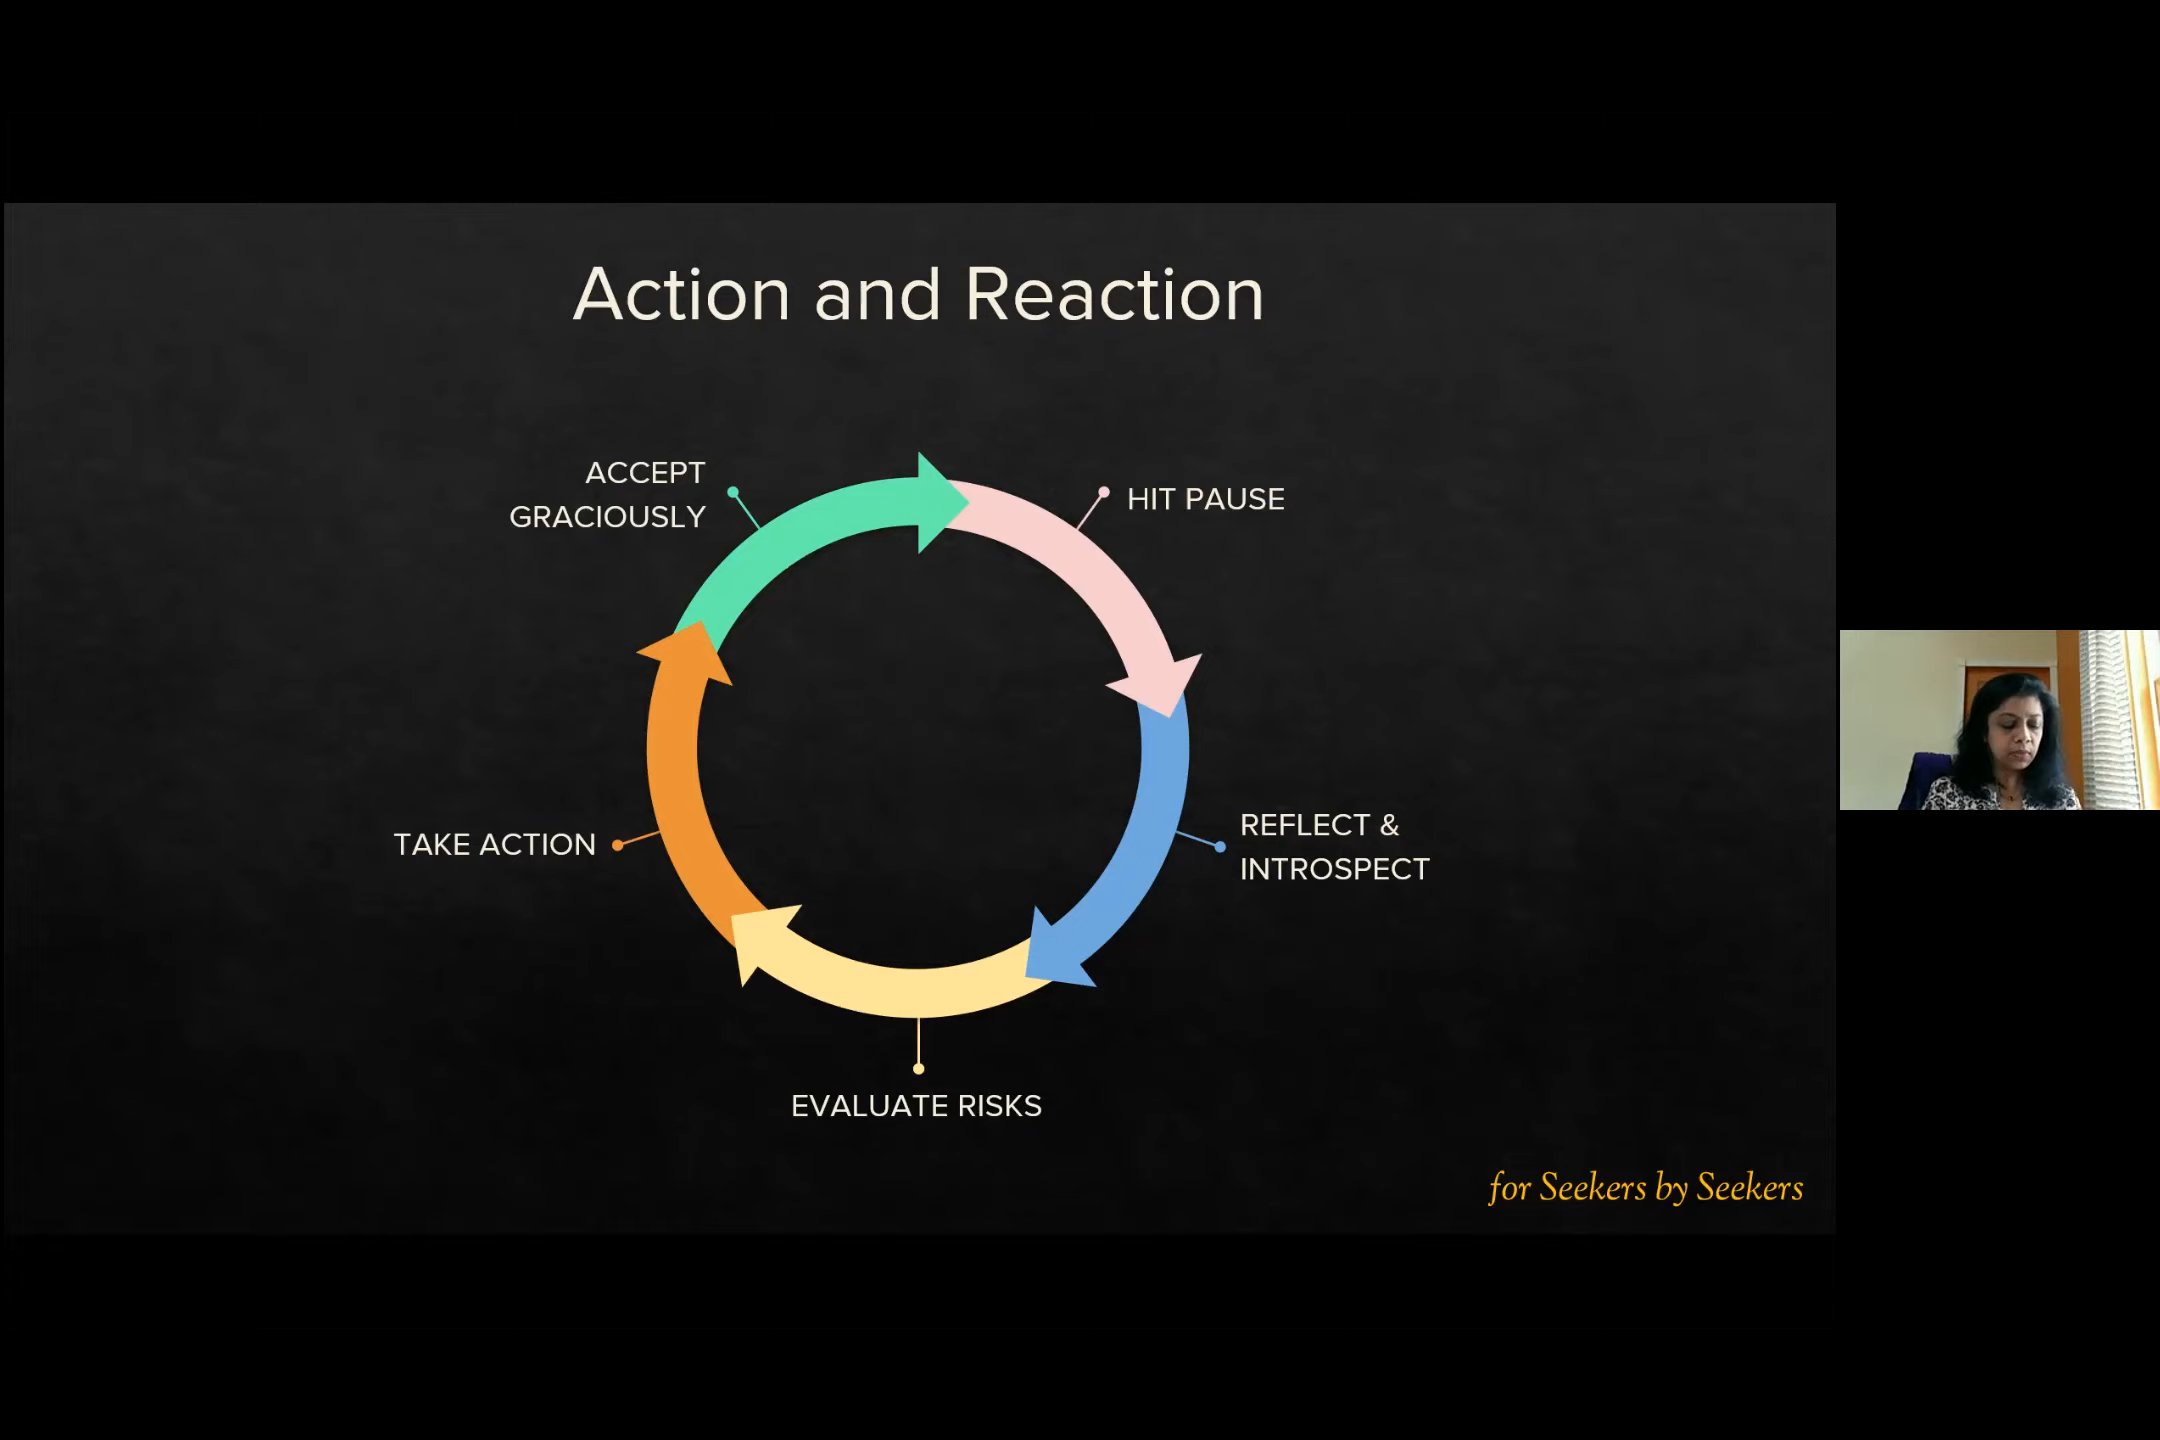 Action and Reaction
ACCEPT
GRACIOUSLY
HIT PAUSE
REFLECT &
INTROSPECT
TAKE ACTION
EVALUATE RISKS
for Seekers by Seekers